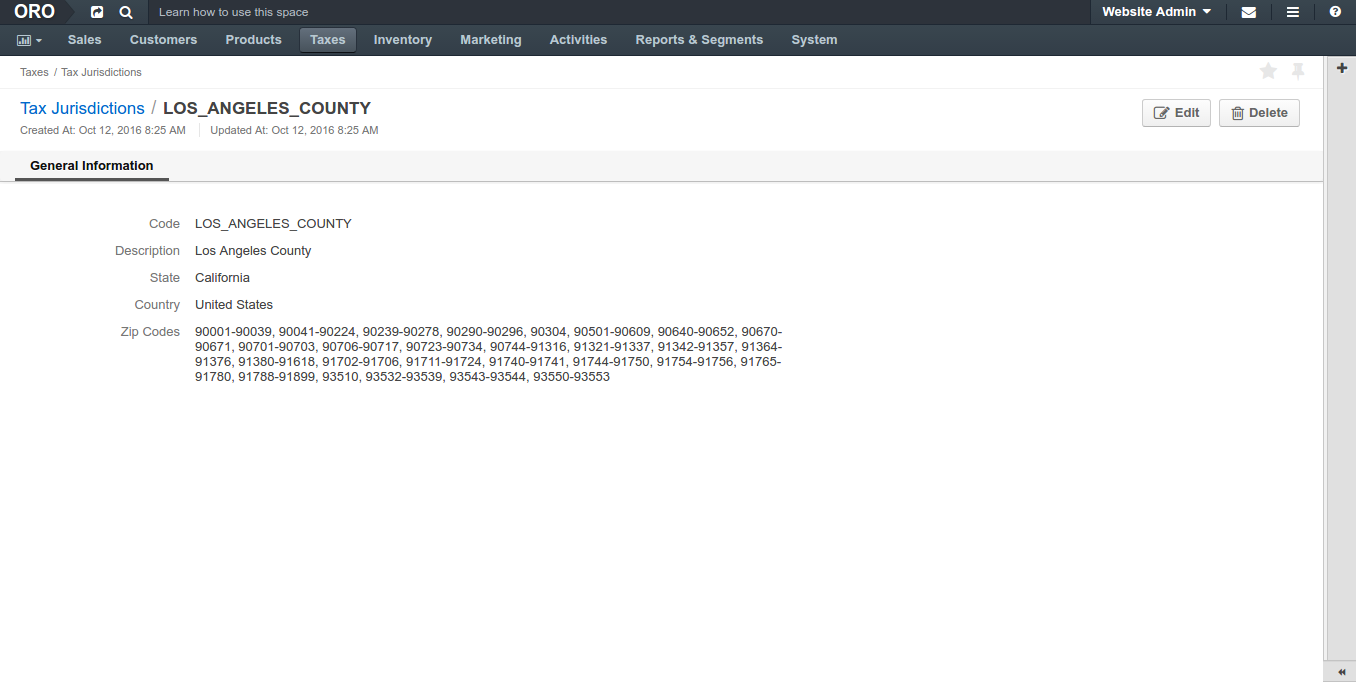 ORO Learn how to use this space Website Admin
Sales Customers Products Taxes Inventory Marketing Activities Reports & Segments System
Taxes / Tax Jurisdictions
Tax Jurisdictions / LOS_ANGELES_COUNTY Edit Delete
Created At: Oct 12, 2016 8:25 AM Updated At: Oct 12, 2016 8:25 AM
General Information
Code LOS_ANGELES_COUNTY
Description Los Angeles County
State California
Country United States
Zip Codes 90001-90039, 90041-90224, 90239-90278, 90290-90296, 90304, 90501-90609, 90640-90652, 90670-
90671, 90701-90703, 90706-90717, 90723-90734, 90744-91316, 91321-91337, 91342-91357, 91364-
91376, 91380-91618, 91702-91706, 91711-91724, 91740-91741, 91744-91750, 91754-91756, 91765-
91780, 91788-91899, 93510, 93532-93539, 93543-93544, 93550-93553